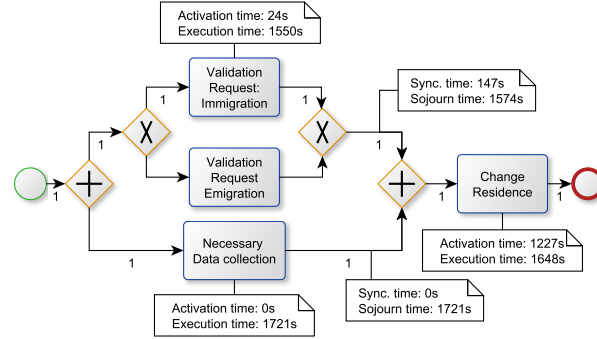 Activation time: 24s
Execution time: 1550s
Validation
Request:
Immigration
1
1
Sync. time: 147s
Sojourn time: 1574s
1
1
Validation
Request
Emigration
1
1
1
Change
Residence
Necessary
Data collection
1
1
Activation time: 1227s
Execution time: 1648s
Activation time: 0s
Execution time: 1721s
Sync. time: 0s
Sojourn time: 1721s